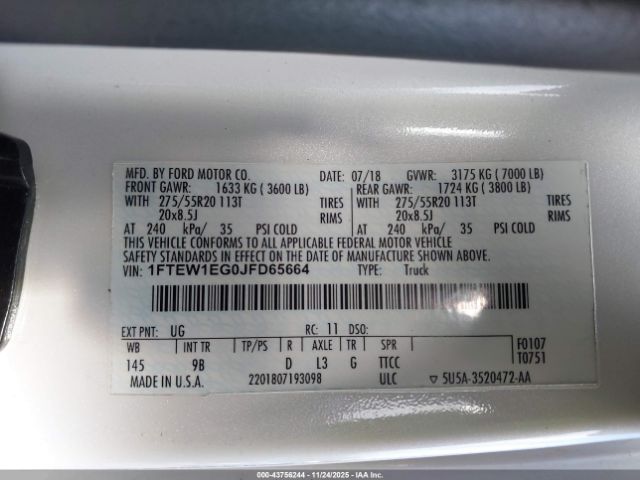 MFD. BY FORD MOTOR CO. 07/18 GVWR: 3175 KG ( 7000 LB)
FRONT GAWR: 1633 KG ( 3600 LB) REAR GAWR: 1724 KG ( 3800 LB)
WITH 275/55R20 113T TIRES WITH 275/55R20 113T TIRES
20x8.5J RIMS 20x8.5J RIMS
AT 240 kPa/ 35 PSI COLD AT 240 kPa/ 35 PSI COLD
THIS VEHICLE CONFORMS TO ALL APPLICABLE FEDERAL MOTOR VEHICLE
SAFETY STANDARDS IN EFFECT ON THE DATE OF MANUFACTURE SHOWN ABOVE.
VIN: 1FTEW1EG0JFD65664 TYPE: Truck
EXT PNT: UG RC: 11 DSO:
WB INT TR TP/PS R AXLE TR SPR F0107
145 9B D L3 G TTCC T0751
MADE IN U.S.A. 2201807193098 ULC ▽ 5U5A-3520472-AA
000-43756244 - 11/24/2025 - IAAI.CA